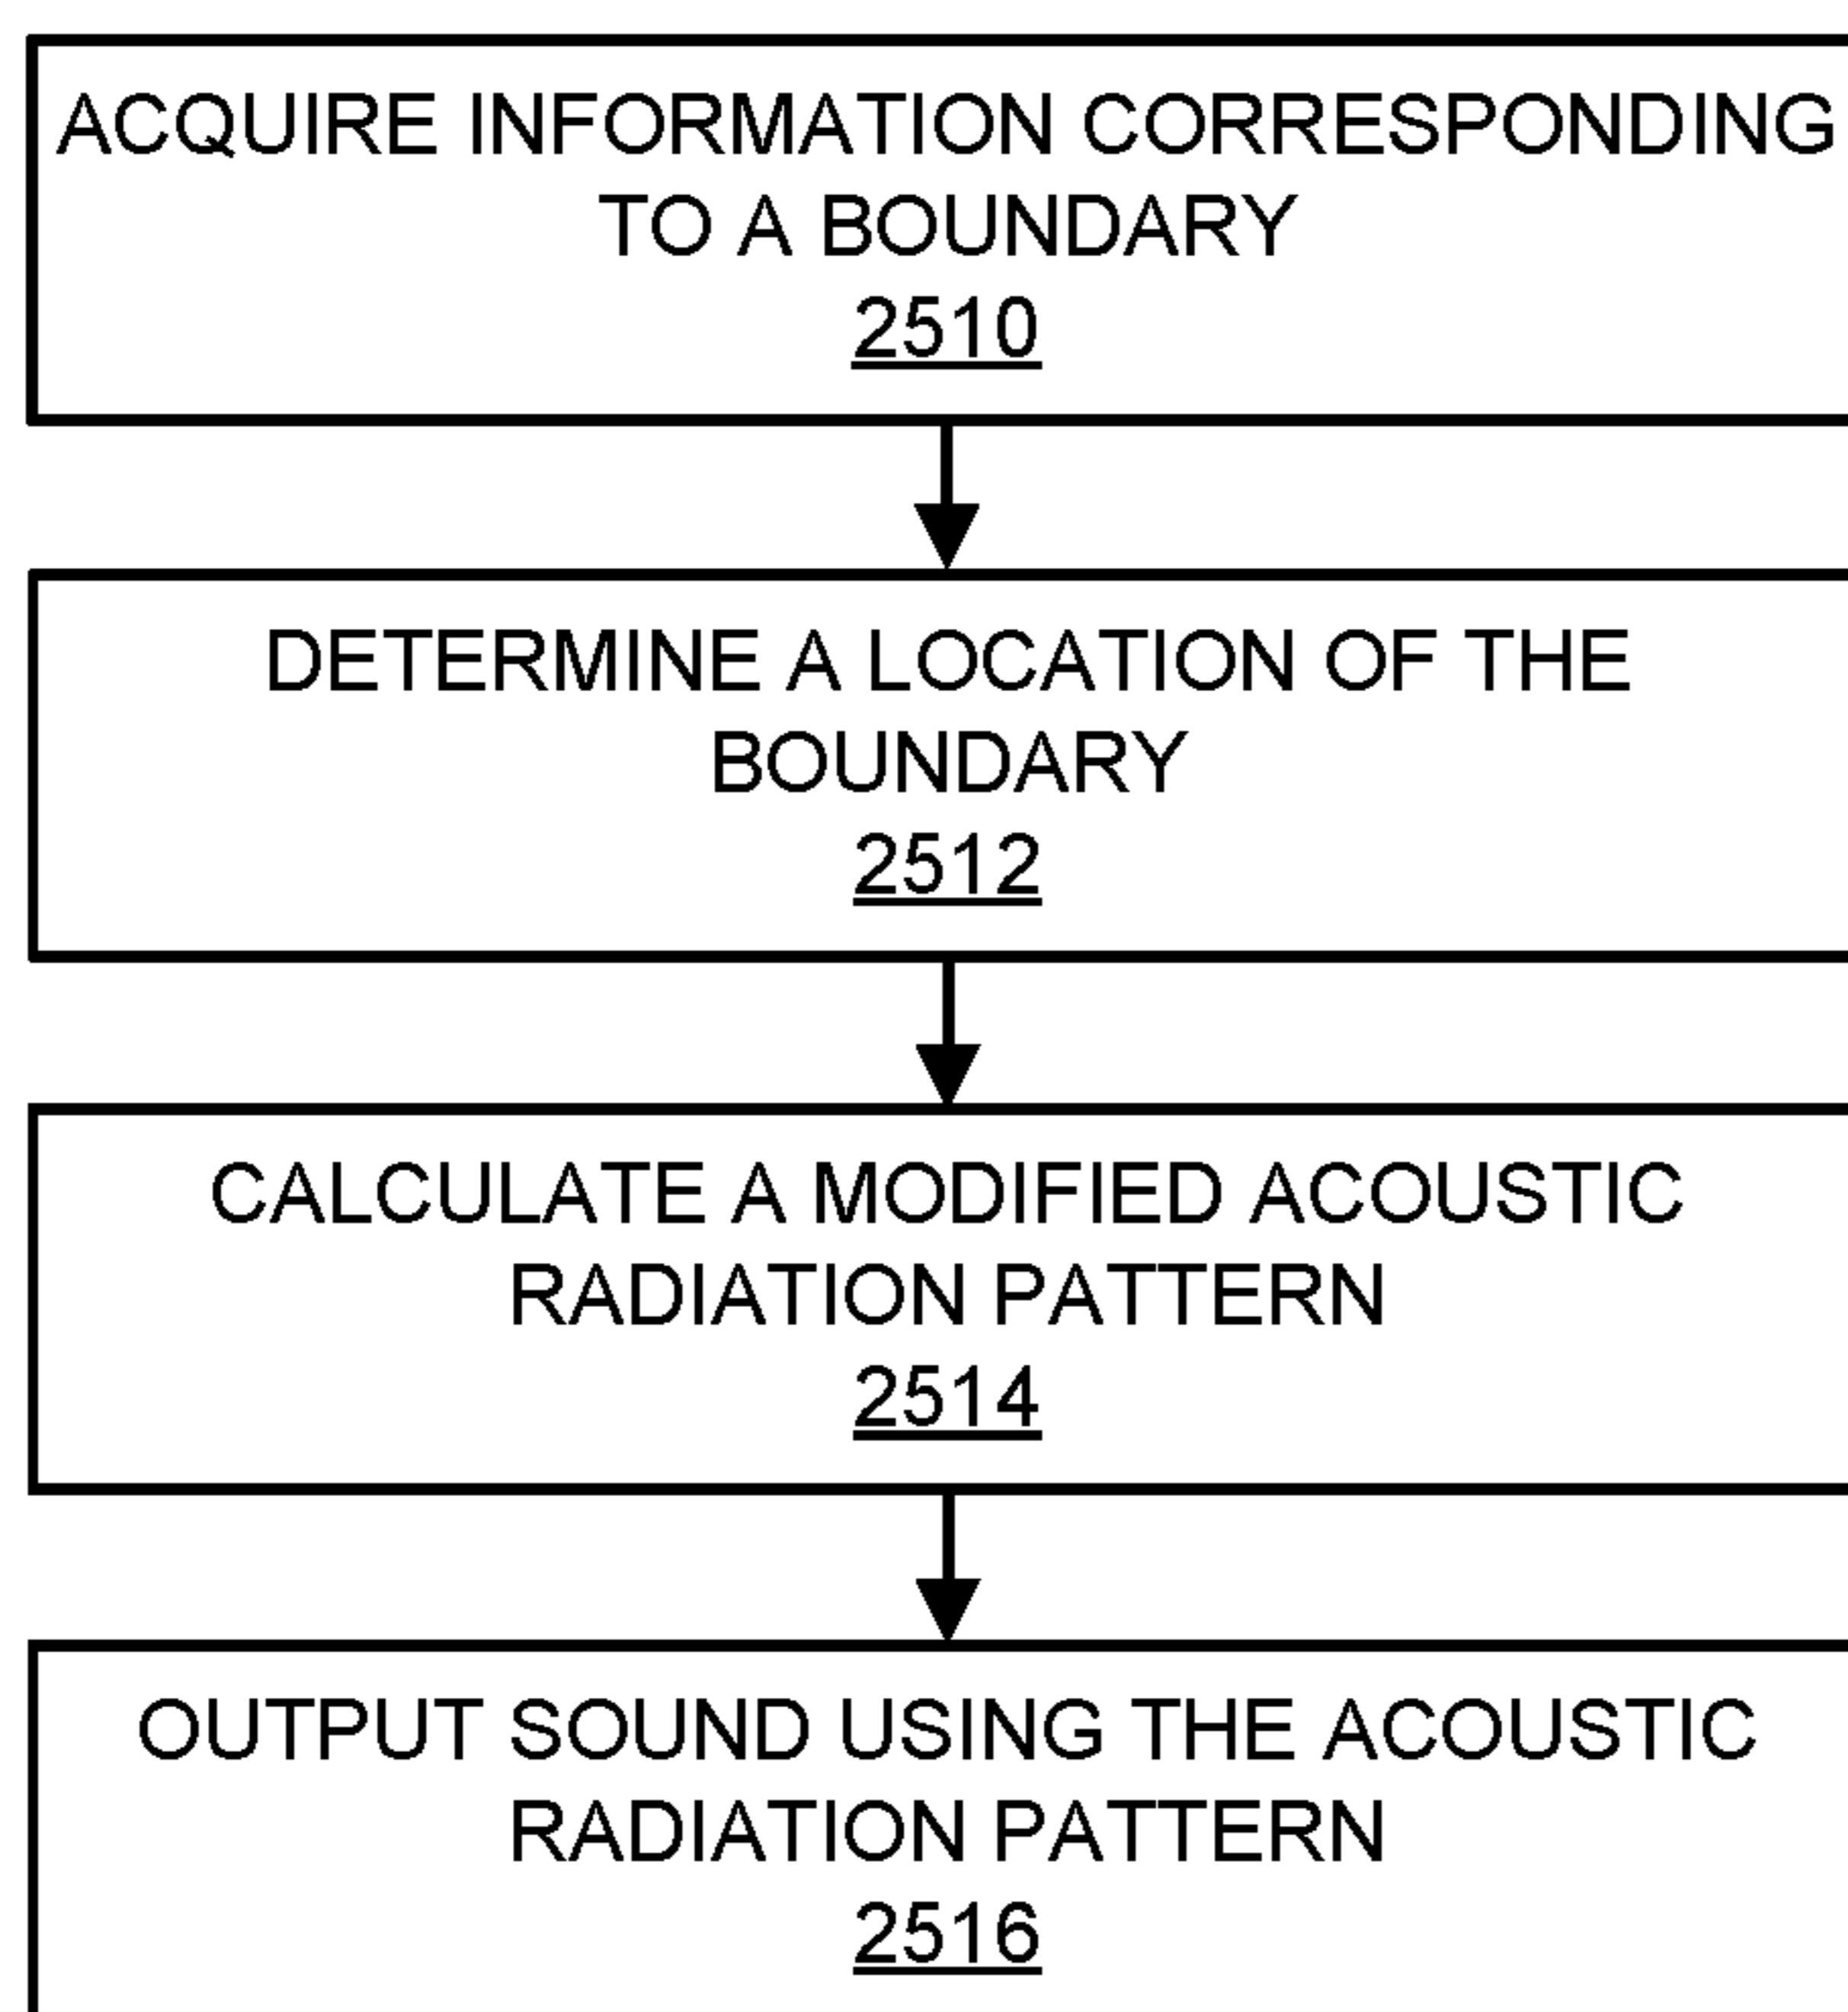 ACQUIRE INFORMATION CORRESPONDING
TO A BOUNDARY
2510
DETERMINE A LOCATION OF THE
BOUNDARY
2512
CALCULATE A MODIFIED ACOUSTIC
RADIATION PATTERN
2514
OUTPUT SOUND USING THE ACOUSTIC
RADIATION PATTERN
2516